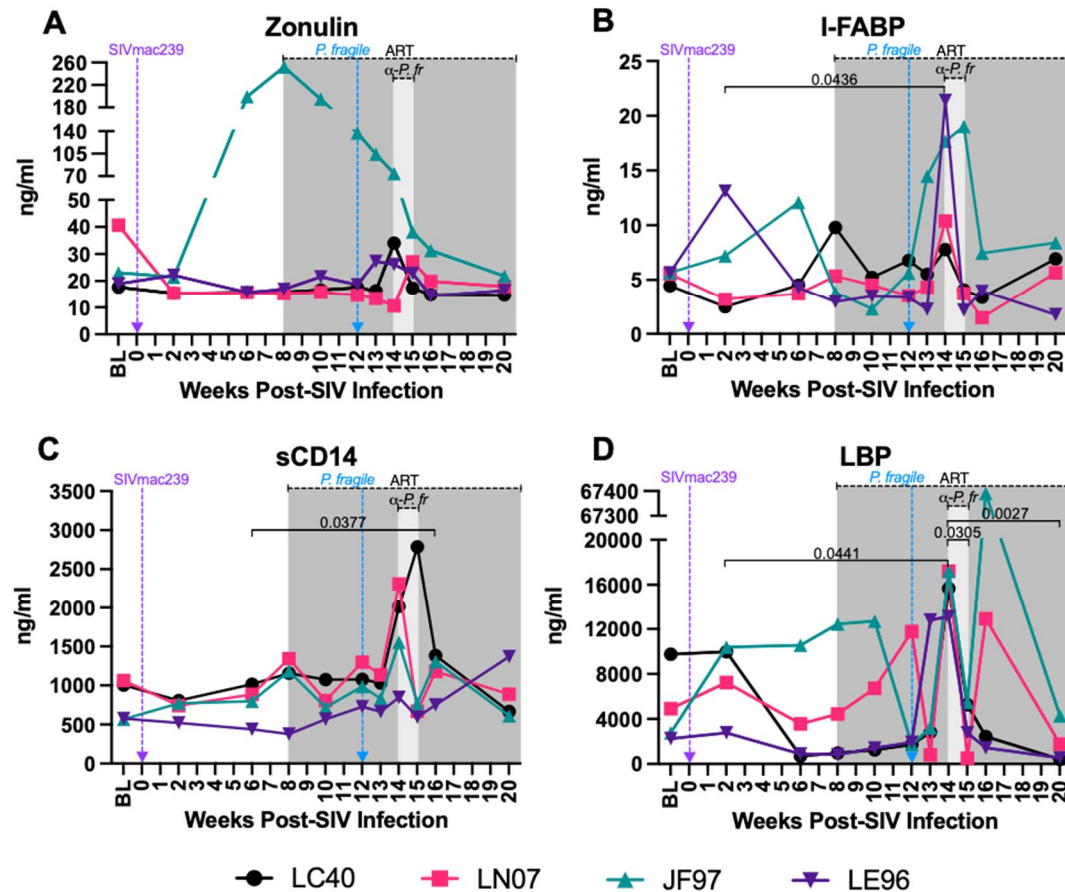 A
Zonulin
SIVmac239
P. fragile
ART
α-P. fr
260
220
180
140
105
70
50
40
30
20
10
0
ng/ml
BL 0 1 2 3 4 5 6 7 8 9 10 11 12 13 14 15 16 17 18 19 20
Weeks Post-SIV Infection
B
I-FABP
SIVmac239
P. fragile
ART
α-P. fr
0.0436
25
20
15
10
5
0
ng/ml
BL 0 1 2 3 4 5 6 7 8 9 10 11 12 13 14 15 16 17 18 19 20
Weeks Post-SIV Infection
C
sCD14
SIVmac239
P. fragile
ART
α-P. fr
0.0377
3500
3000
2500
2000
1500
1000
500
0
ng/ml
BL 0 1 2 3 4 5 6 7 8 9 10 11 12 13 14 15 16 17 18 19 20
Weeks Post-SIV Infection
D
LBP
SIVmac239
P. fragile
ART
α-P. fr
0.0027
0.0305
0.0441
67400
67300
20000
16000
12000
8000
4000
0
ng/ml
BL 0 1 2 3 4 5 6 7 8 9 10 11 12 13 14 15 16 17 18 19 20
Weeks Post-SIV Infection
LC40 LN07 JF97 LE96